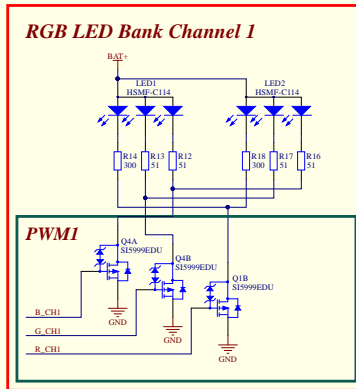 RGB LED Bank Channel 1
BAT+
LED1
HSMF-C114
LED2
HSMF-C114
R14
300
R13
51
R12
51
R18
300
R17
51
R16
51
PWM1
Q4A
SI5999EDU
Q4B
SI5999EDU
Q1B
SI5999EDU
B_CH1
GND
G_CH1
GND
R_CH1
GND